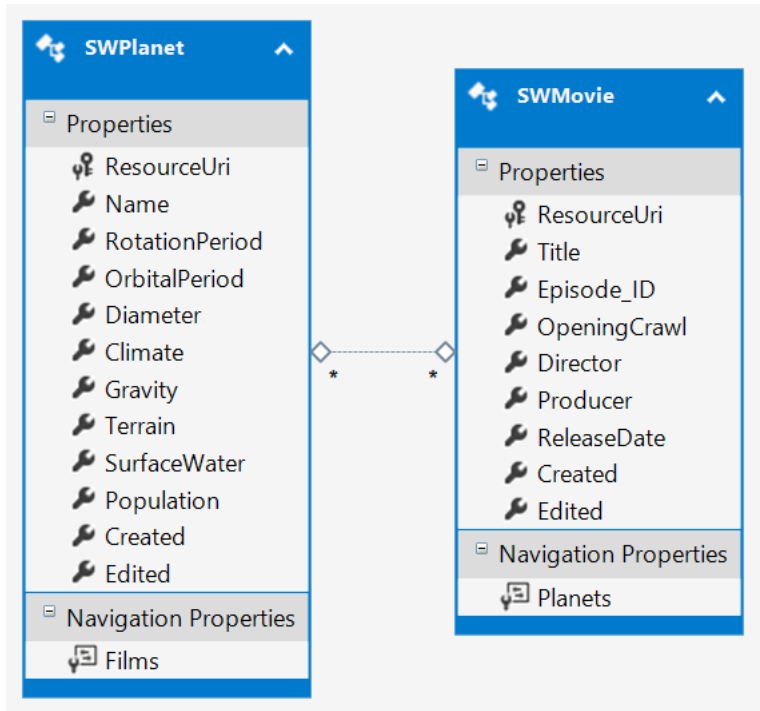 SWPlanet
Properties
ResourceUri
Name
RotationPeriod
OrbitalPeriod
Diameter
Climate
Gravity
Terrain
SurfaceWater
Population
Created
Edited
Navigation Properties
Films
*
*
SWMovie
Properties
ResourceUri
Title
Episode_ID
OpeningCrawl
Director
Producer
ReleaseDate
Created
Edited
Navigation Properties
Planets